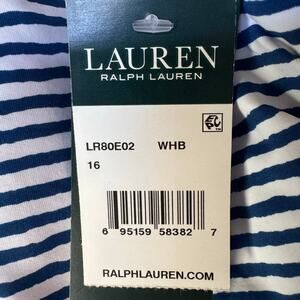 LAUREN
RALPH LAUREN
LR80E02 WHB
16
6 95159 58382 7
RALPHLAUREN.COM